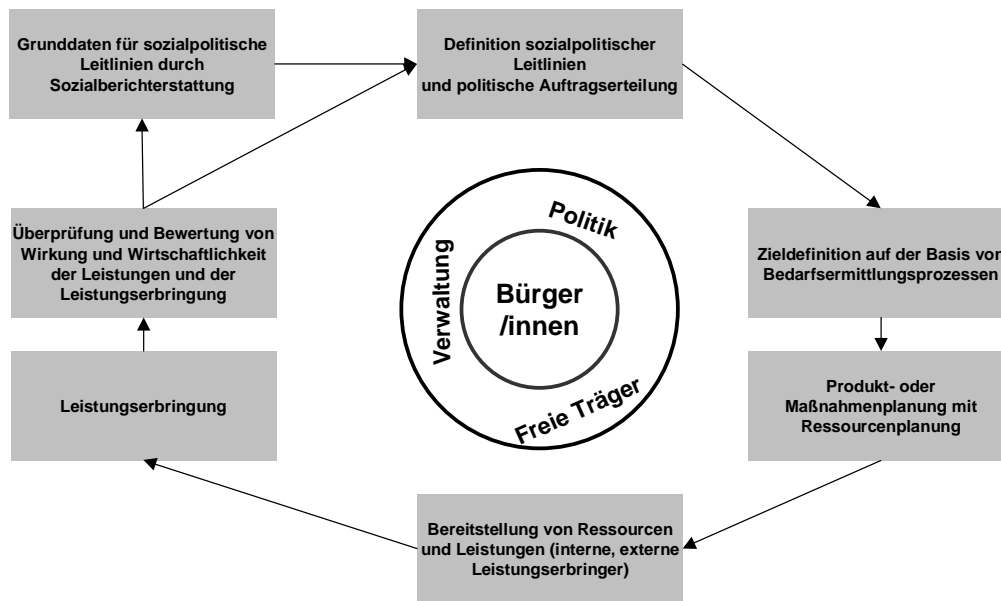 Grunddaten für sozialpolitische
Leitlinien durch
Sozialberichterstattung
Definition sozialpolitischer
Leitlinien
und politische Auftragserteilung
Überprüfung und Bewertung von
Wirkung und Wirtschaftlichkeit
der Leistungen und der
Leistungserbringung
Politik
Verwaltung
Freie Träger
Bürger
/innen
Zieldefinition auf der Basis von
Bedarfsermittlungsprozessen
Leistungserbringung
Produkt- oder
Maßnahmenplanung mit
Ressourcenplanung
Bereitstellung von Ressourcen
und Leistungen (interne, externe
Leistungserbringer)